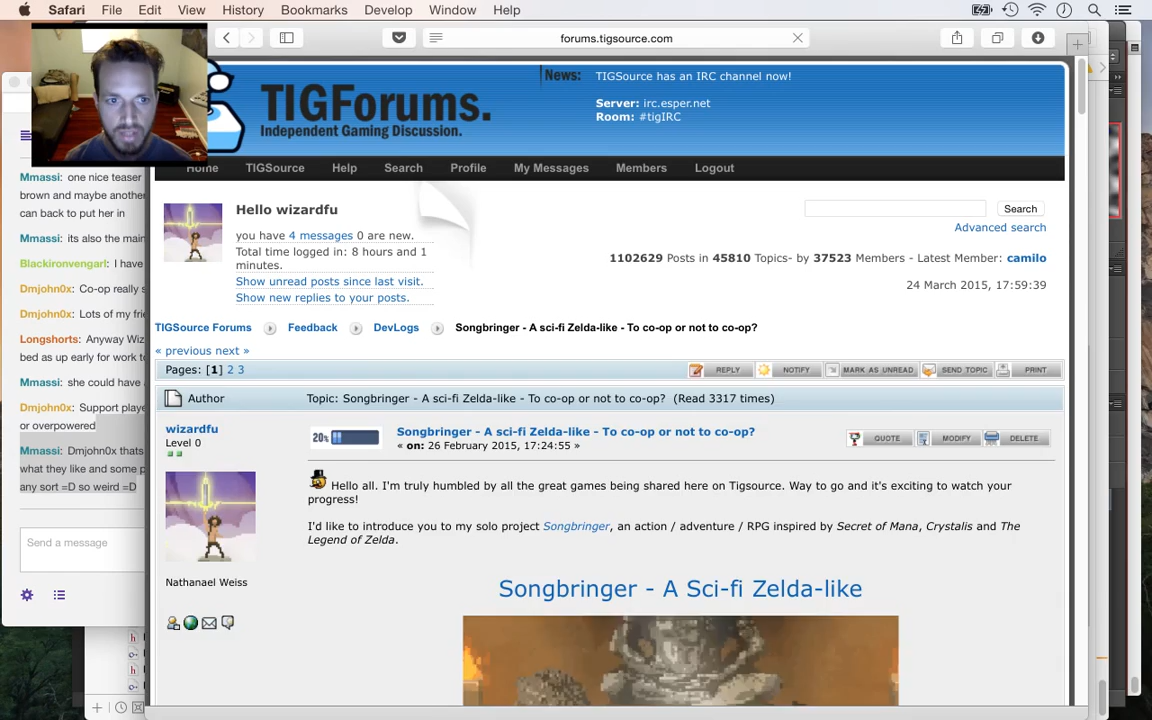 Safari File Edit View History Bookmarks Develop Window Help
forums.tigsource.com
TIGForums.
Independent Gaming Discussion.
News: TIGSource has an IRC channel now!
Server: irc.esper.net
Room: #tigIRC
Home TIGSource Help Search Profile My Messages Members Logout
Mmassi: one nice teaser
brown and maybe another
can back to put her in
Mmassi: its also the main
Blackironvengarl: I have
Dmjohn0x: Co-op really s
Dmjohn0x: Lots of my frie
Longshorts: Anyway Wiz
bed as up early for work to
Mmassi: she could have
Dmjohn0x: Support playe
or overpowered
Mmassi: Dmjohn0x thats
what they like and some p
any sort =D so weird =D
Send a message
Hello wizardfu
you have 4 messages 0 are new.
Total time logged in: 8 hours and 1
minutes.
Show unread posts since last visit.
Show new replies to your posts.
Search
Advanced search
1102629 Posts in 45810 Topics- by 37523 Members - Latest Member: camilo
24 March 2015, 17:59:39
TIGSource Forums Feedback DevLogs Songbringer - A sci-fi Zelda-like - To co-op or not to co-op?
« previous next »
Pages: [1] 2 3
REPLY NOTIFY MARK AS UNREAD SEND TOPIC PRINT
Author Topic: Songbringer - A sci-fi Zelda-like - To co-op or not to co-op? (Read 3317 times)
wizardfu
Level 0
Nathanael Weiss
20%
Songbringer - A sci-fi Zelda-like - To co-op or not to co-op?
« on: 26 February 2015, 17:24:55 »
QUOTE MODIFY DELETE
Hello all. I'm truly humbled by all the great games being shared here on Tigsource. Way to go and it's exciting to watch your
progress!
I'd like to introduce you to my solo project Songbringer, an action / adventure / RPG inspired by Secret of Mana, Crystalis and The
Legend of Zelda.
Songbringer - A Sci-fi Zelda-like